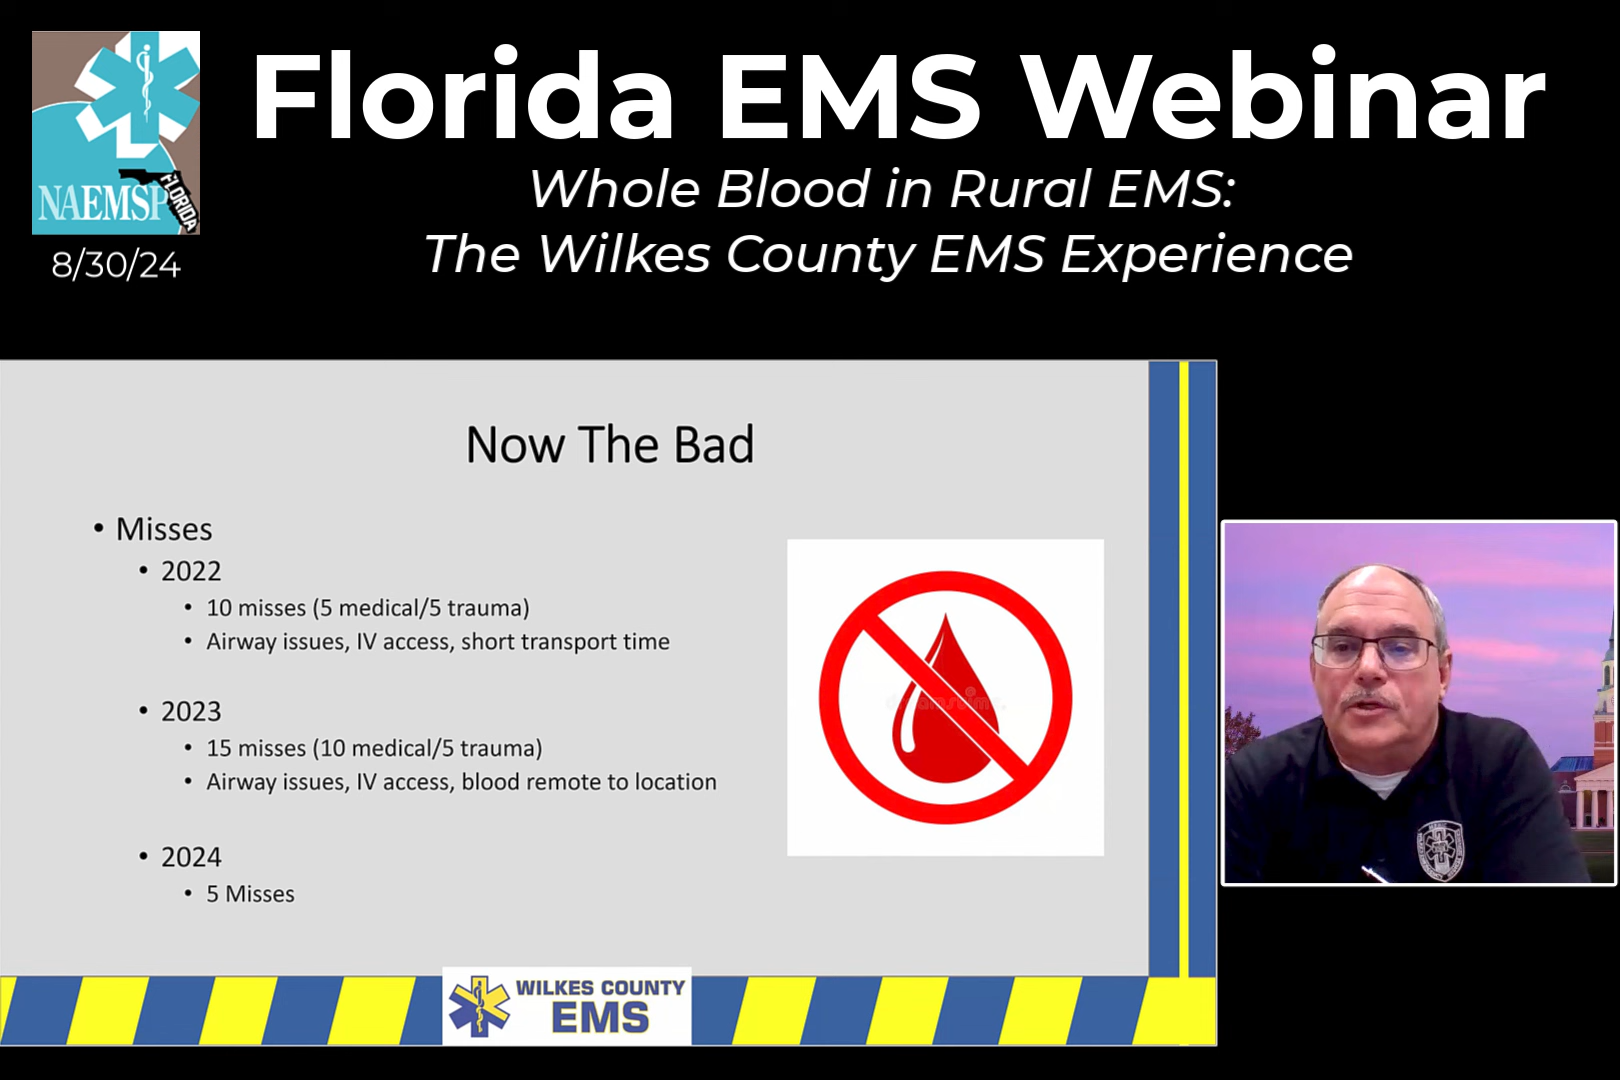 Florida EMS Webinar
Whole Blood in Rural EMS:
The Wilkes County EMS Experience
NAEMSP
FLORIDA
8/30/24
Now The Bad
• Misses
• 2022
• 10 misses (5 medical/5 trauma)
• Airway issues, IV access, short transport time
• 2023
• 15 misses (10 medical/5 trauma)
• Airway issues, IV access, blood remote to location
• 2024
• 5 Misses
dreamstime.
WILKES COUNTY
EMS